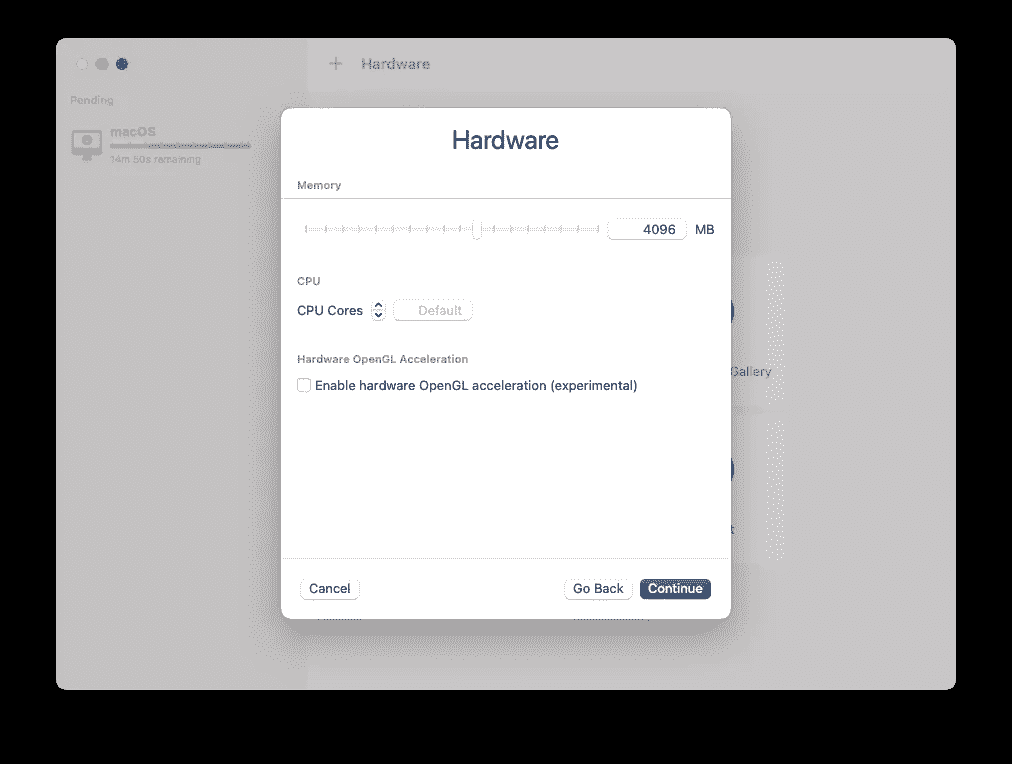 Hardware
Pending
macOS
14m 50s remaining
Hardware
Memory
4096 MB
CPU
CPU Cores Default
Hardware OpenGL Acceleration
Enable hardware OpenGL acceleration (experimental)
Gallery
Cancel Go Back Continue